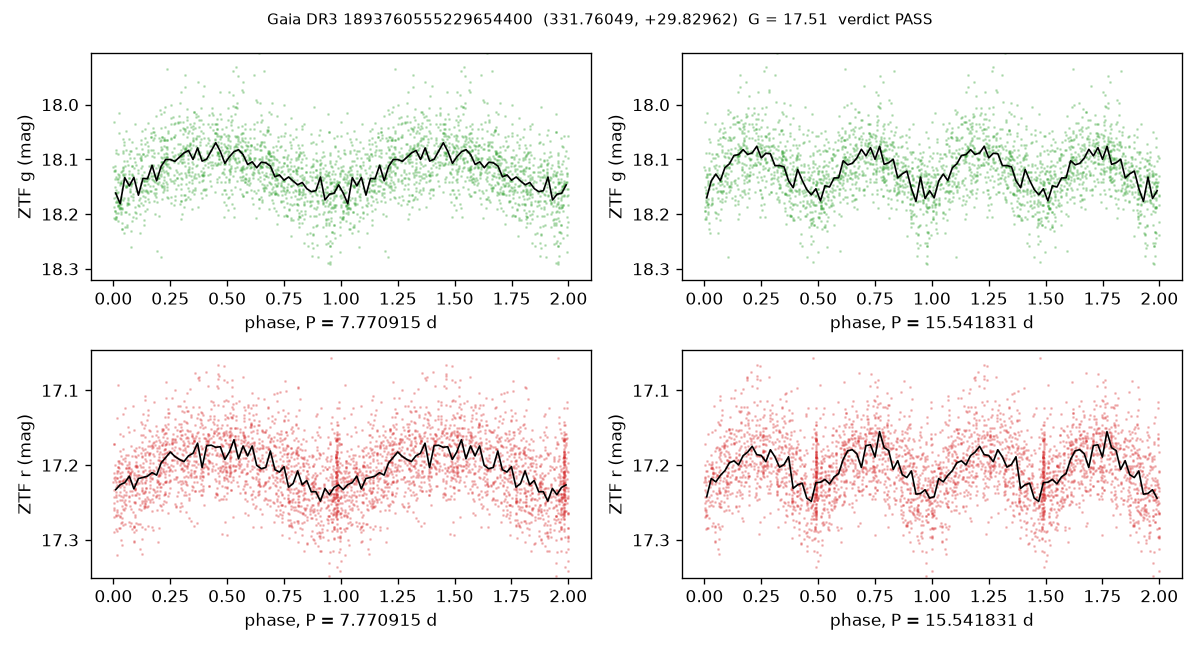 Gaia DR3 1893760555229654400  (331.76049, +29.82962)  G = 17.51  verdict PASS
ZTF g (mag)
18.0
18.1
18.2
18.3
0.00 0.25 0.50 0.75 1.00 1.25 1.50 1.75 2.00
phase, P = 7.770915 d
ZTF g (mag)
18.0
18.1
18.2
18.3
0.00 0.25 0.50 0.75 1.00 1.25 1.50 1.75 2.00
phase, P = 15.541831 d
ZTF r (mag)
17.1
17.2
17.3
0.00 0.25 0.50 0.75 1.00 1.25 1.50 1.75 2.00
phase, P = 7.770915 d
ZTF r (mag)
17.1
17.2
17.3
0.00 0.25 0.50 0.75 1.00 1.25 1.50 1.75 2.00
phase, P = 15.541831 d